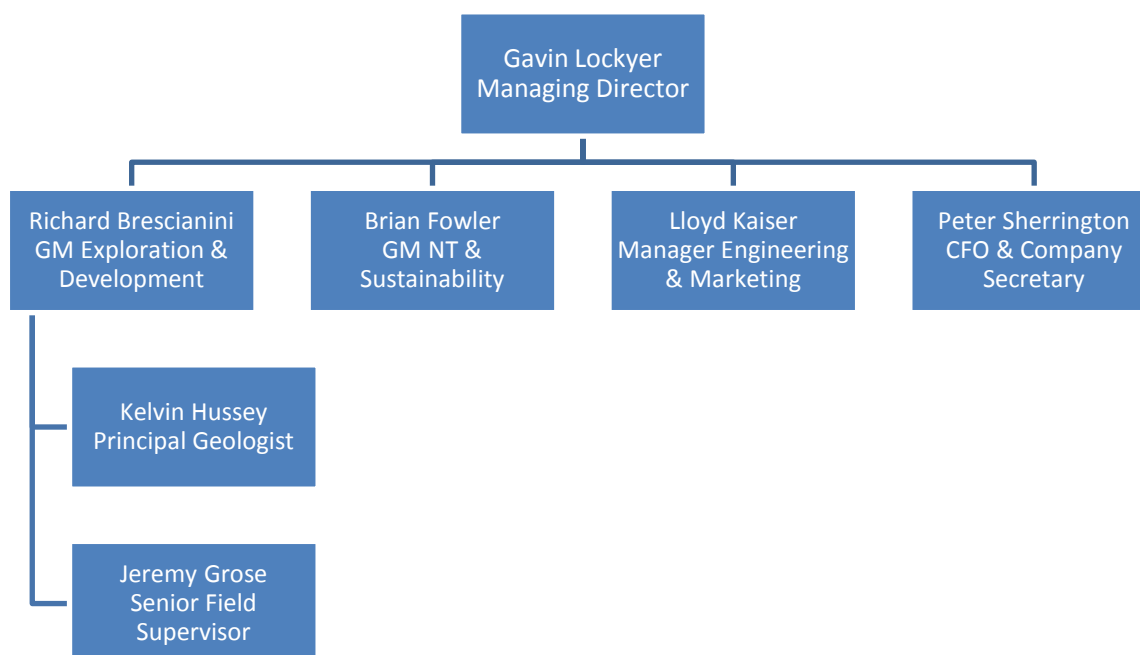 Gavin Lockyer
Managing Director
Richard Brescianini
GM Exploration &
Development
Brian Fowler
GM NT &
Sustainability
Lloyd Kaiser
Manager Engineering
& Marketing
Peter Sherrington
CFO & Company
Secretary
Kelvin Hussey
Principal Geologist
Jeremy Grose
Senior Field
Supervisor